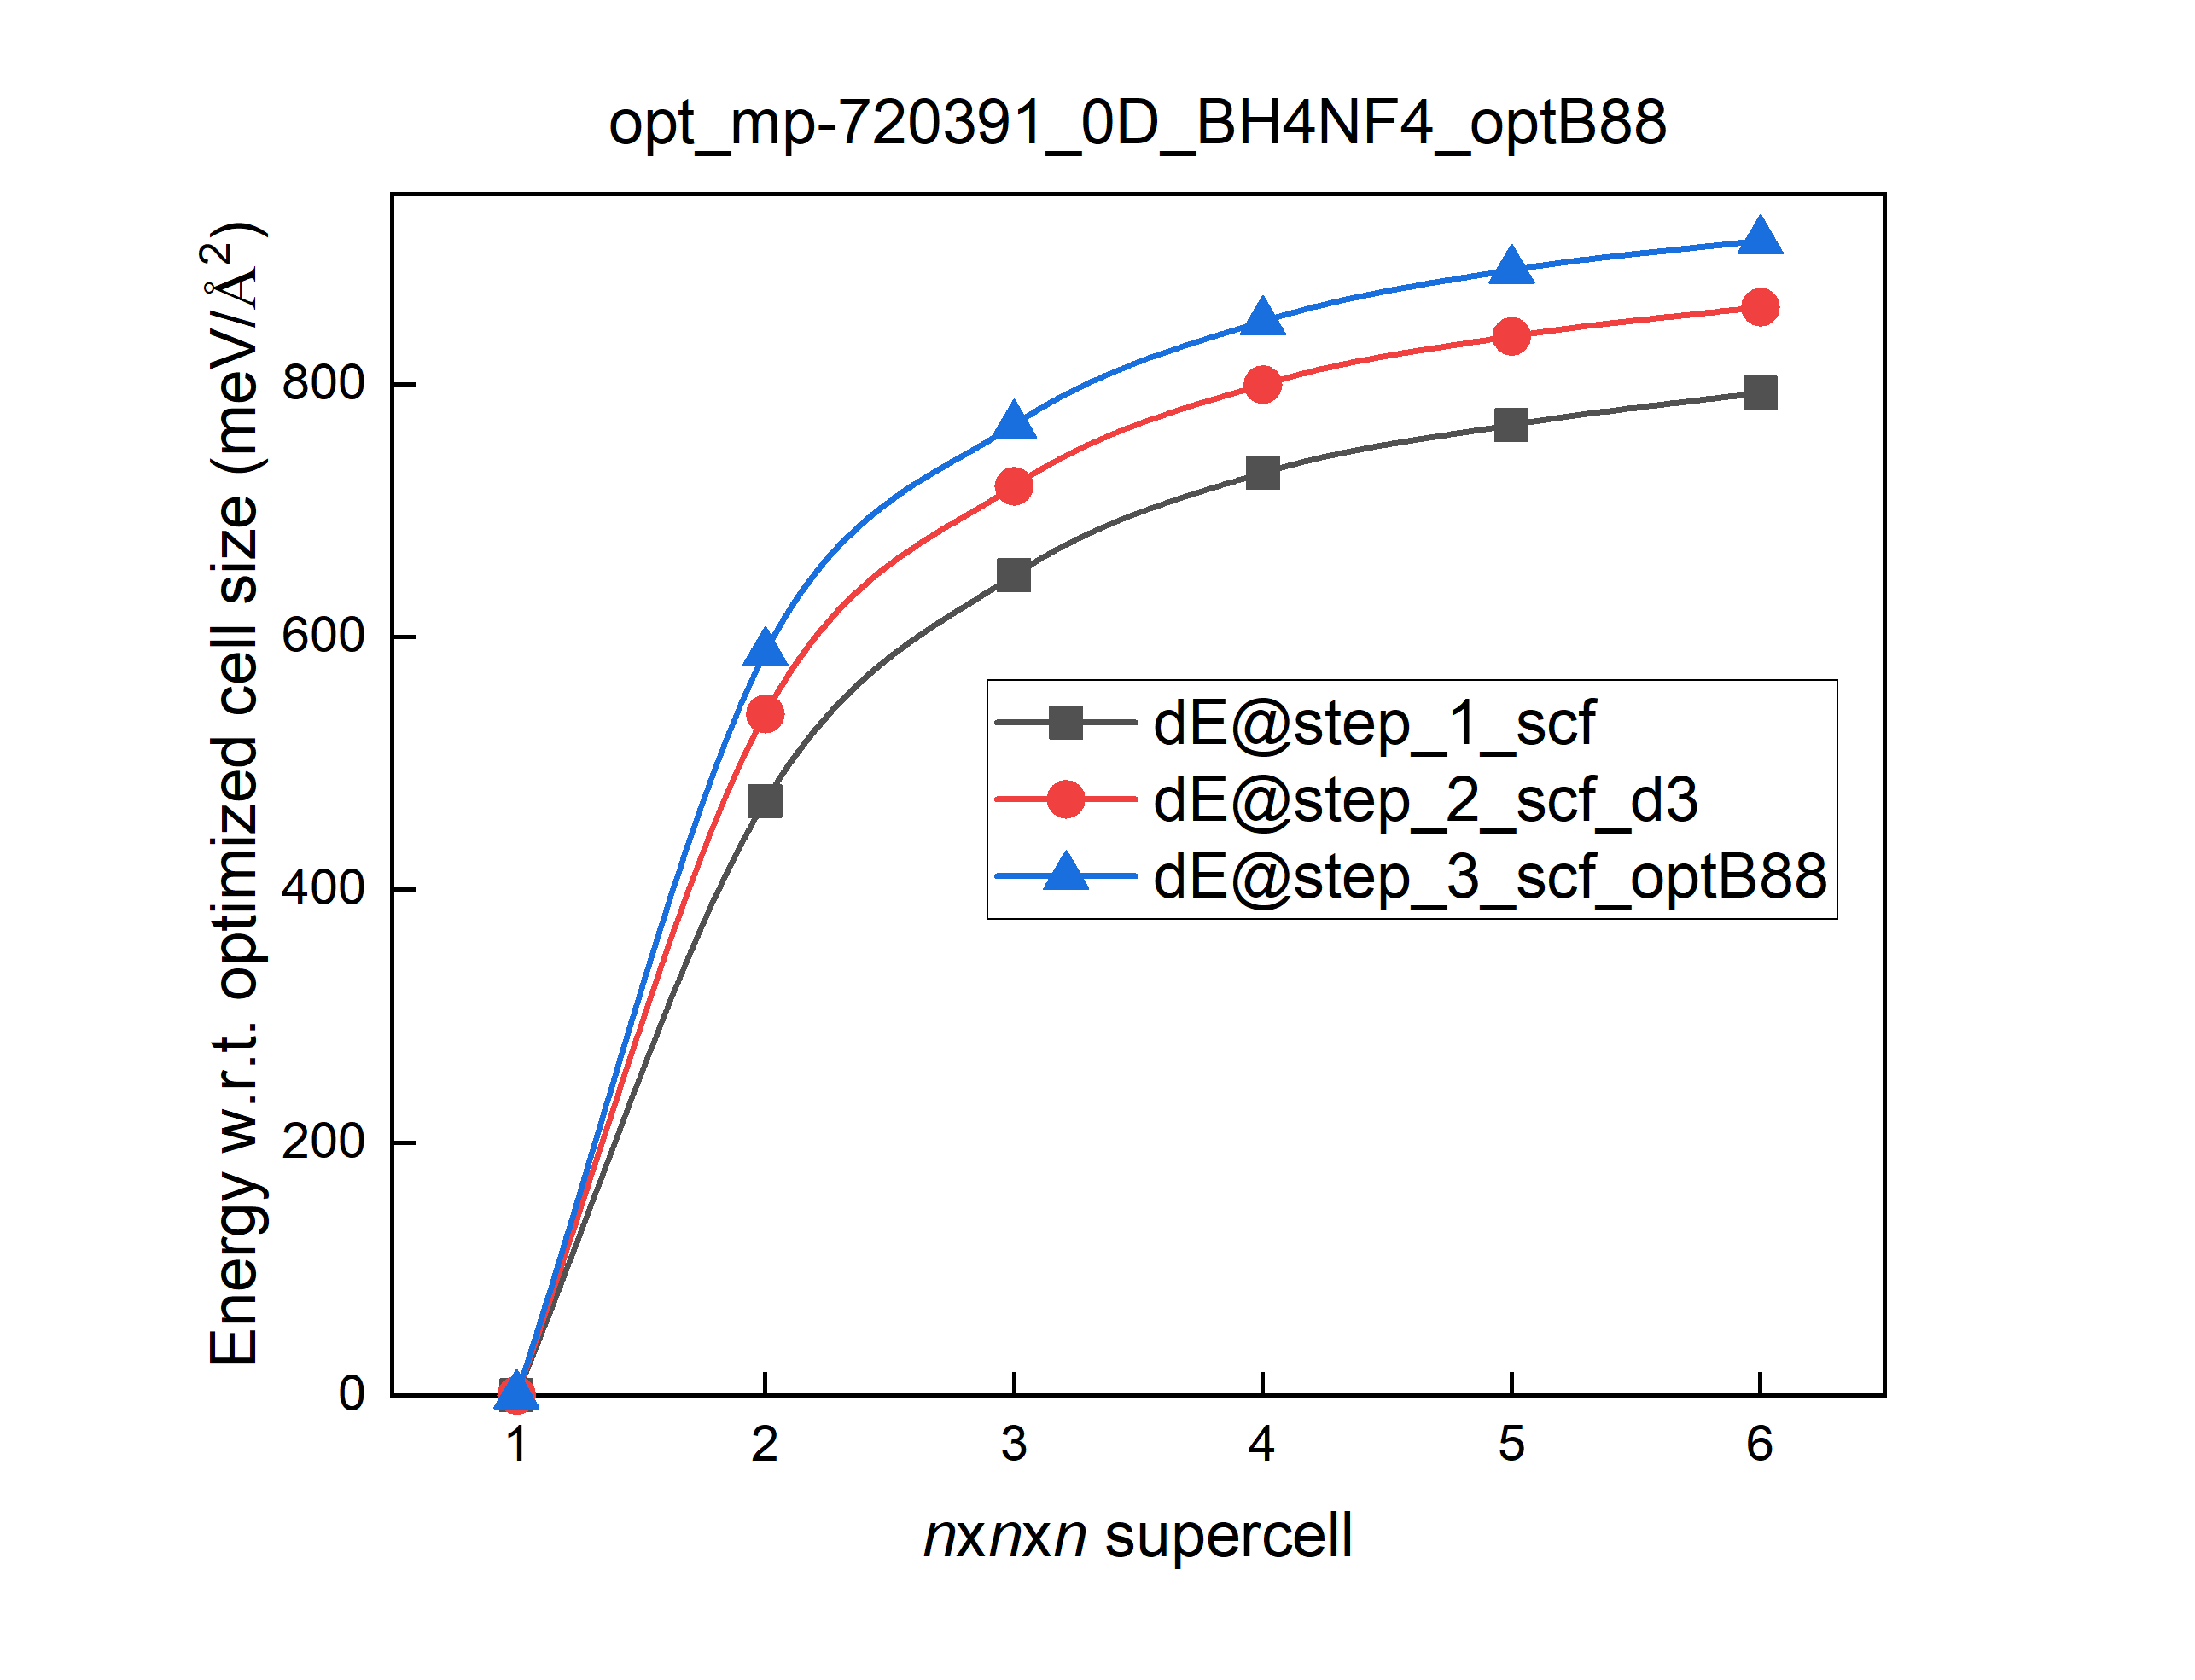 opt_mp-720391_0D_BH4NF4_optB88
Energy w.r.t. optimized cell size (meV/Å²)
800
600
400
200
0
dE@step_1_scf
dE@step_2_scf_d3
dE@step_3_scf_optB88
1 2 3 4 5 6
nxnxn supercell